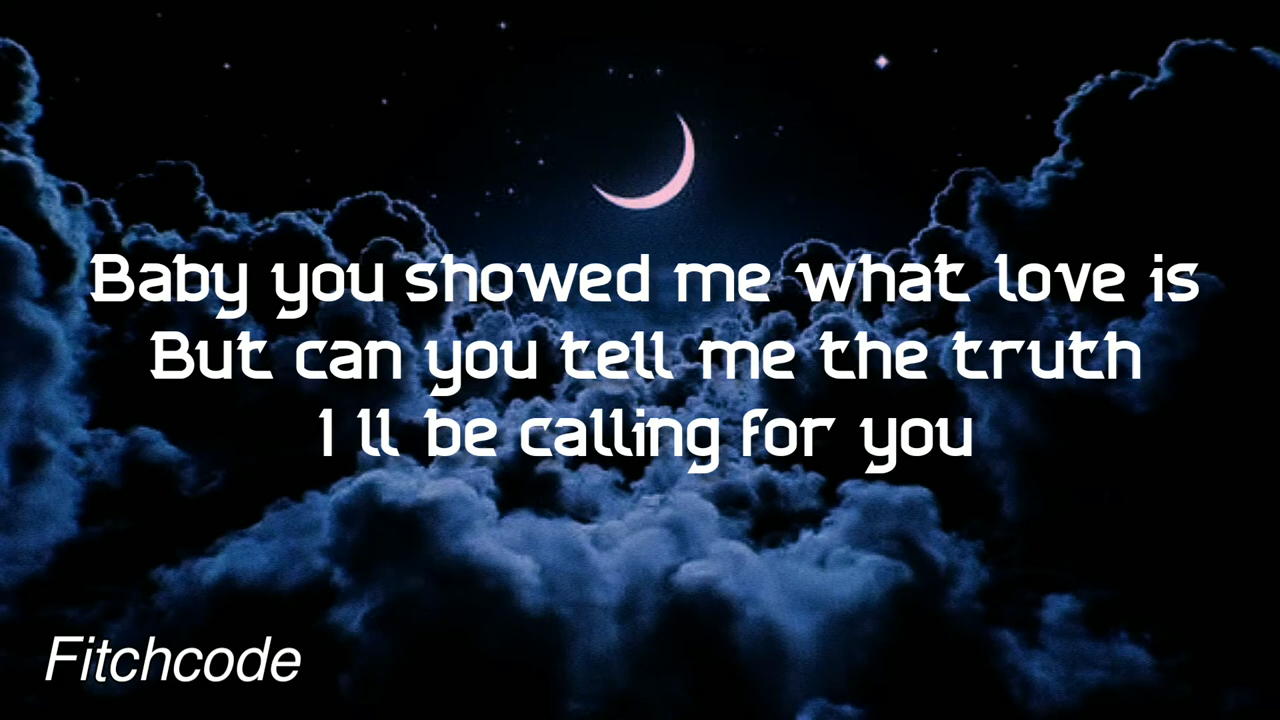 Baby you showed me what love is
But can you tell me the truth
I ll be calling for you
Fitchcode